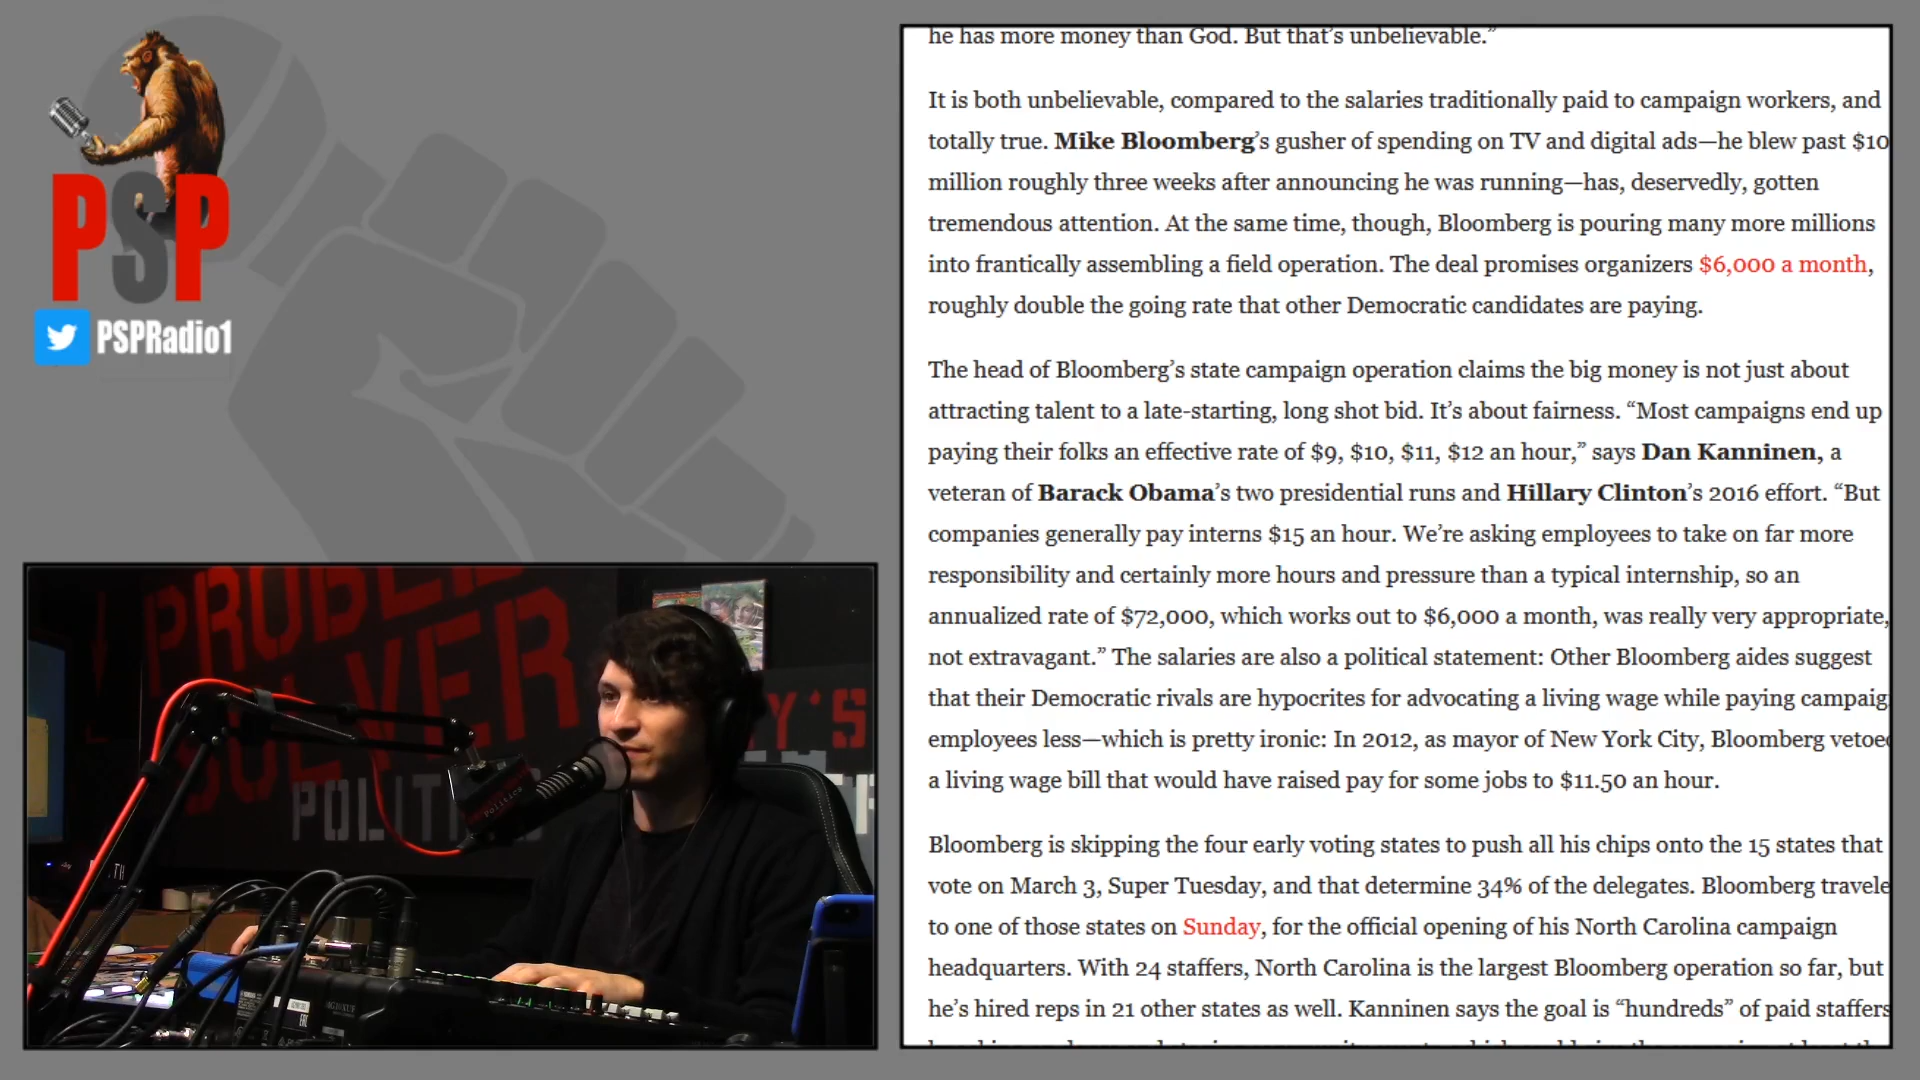 PSP
PSPRadio1
PROBLEM
SOLVER
POLIT
Y'S
Politics
he has more money than God. But that’s unbelievable.”
It is both unbelievable, compared to the salaries traditionally paid to campaign workers, and
totally true. Mike Bloomberg’s gusher of spending on TV and digital ads—he blew past $10
million roughly three weeks after announcing he was running—has, deservedly, gotten
tremendous attention. At the same time, though, Bloomberg is pouring many more millions
into frantically assembling a field operation. The deal promises organizers $6,000 a month,
roughly double the going rate that other Democratic candidates are paying.
The head of Bloomberg’s state campaign operation claims the big money is not just about
attracting talent to a late-starting, long shot bid. It’s about fairness. “Most campaigns end up
paying their folks an effective rate of $9, $10, $11, $12 an hour,” says Dan Kanninen, a
veteran of Barack Obama’s two presidential runs and Hillary Clinton’s 2016 effort. “But
companies generally pay interns $15 an hour. We’re asking employees to take on far more
responsibility and certainly more hours and pressure than a typical internship, so an
annualized rate of $72,000, which works out to $6,000 a month, was really very appropriate,
not extravagant.” The salaries are also a political statement: Other Bloomberg aides suggest
that their Democratic rivals are hypocrites for advocating a living wage while paying campaig
employees less—which is pretty ironic: In 2012, as mayor of New York City, Bloomberg vetoed
a living wage bill that would have raised pay for some jobs to $11.50 an hour.
Bloomberg is skipping the four early voting states to push all his chips onto the 15 states that
vote on March 3, Super Tuesday, and that determine 34% of the delegates. Bloomberg travele
to one of those states on Sunday, for the official opening of his North Carolina campaign
headquarters. With 24 staffers, North Carolina is the largest Bloomberg operation so far, but
he’s hired reps in 21 other states as well. Kanninen says the goal is “hundreds” of paid staffers